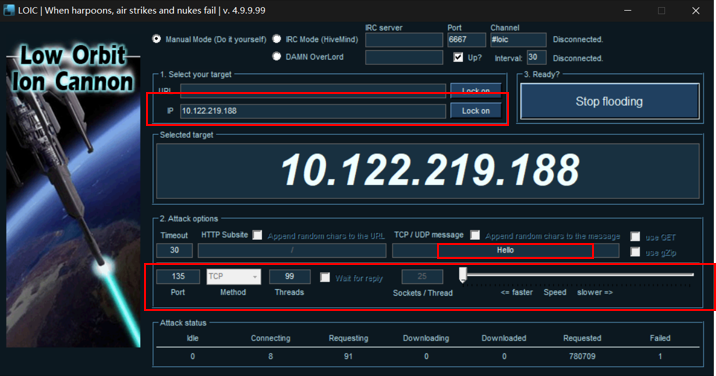 LOIC | When harpoons, air strikes and nukes fail | v. 4.9.9.99
Low Orbit
Ion Cannon
Manual Mode (Do it yourself) IRC Mode (HiveMind) IRC server Port Channel
6667 #loic Disconnected.
DAMN OverLord Up? Interval: 30 Disconnected.
1. Select your target
URL Lock on
IP 10.122.219.188 Lock on
3. Ready?
Stop flooding
Selected target
10.122.219.188
2. Attack options
Timeout HTTP Subsite Append random chars to the URL TCP / UDP message Append random chars to the message use GET
30 / Hello use gZip
135 TCP 99 Wait for reply 25
Port Method Threads Sockets / Thread <= faster Speed slower =>
Attack status
Idle Connecting Requesting Downloading Downloaded Requested Failed
0 8 91 0 0 780709 1